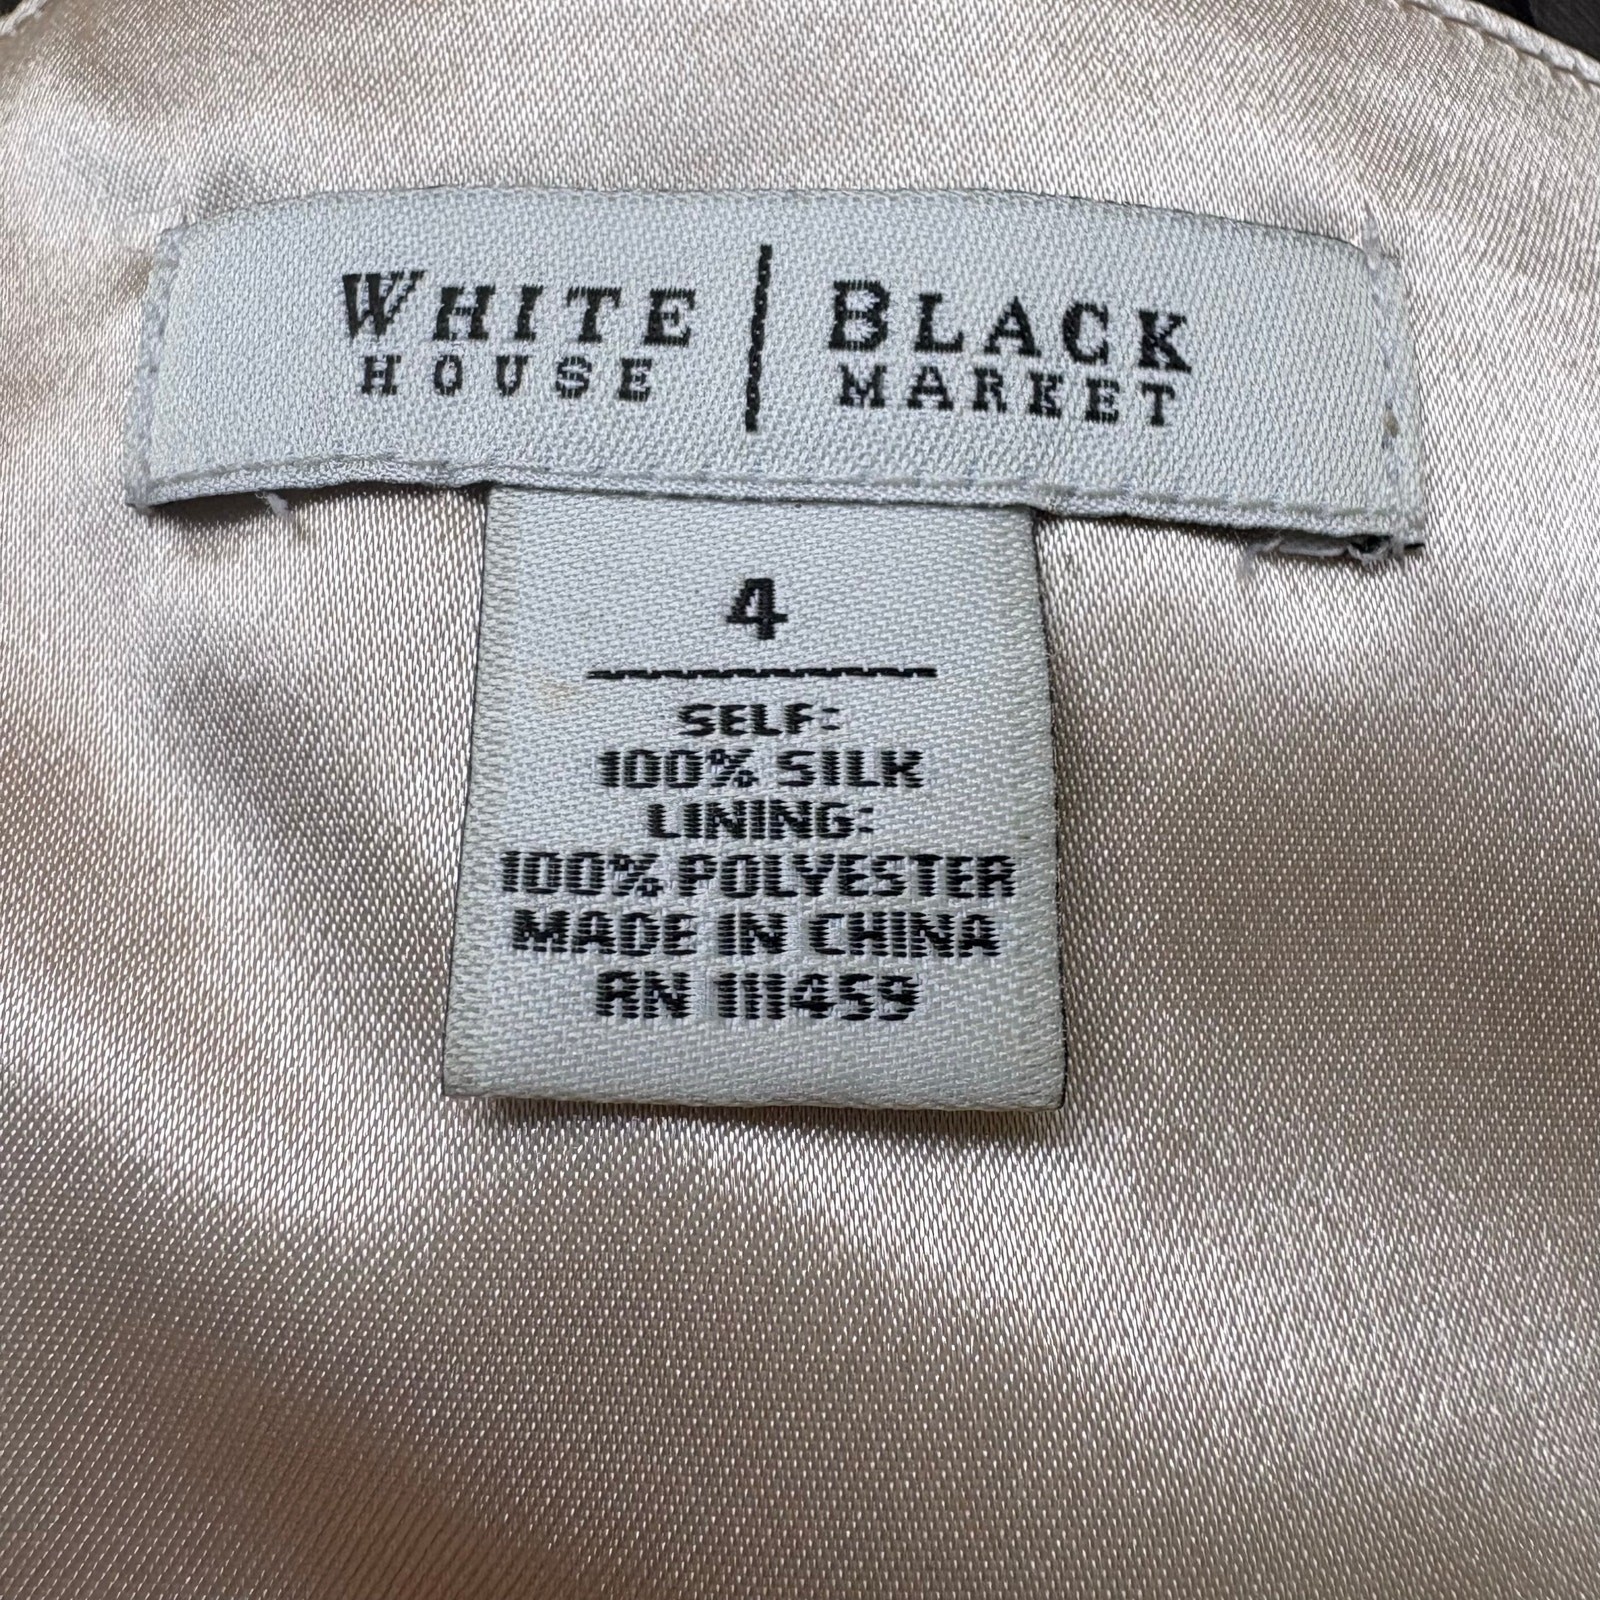 WHITE | BLACK
HOUSE | MARKET
4
SELF:
100% SILK
LINING:
100% POLYESTER
MADE IN CHINA
RN 111459